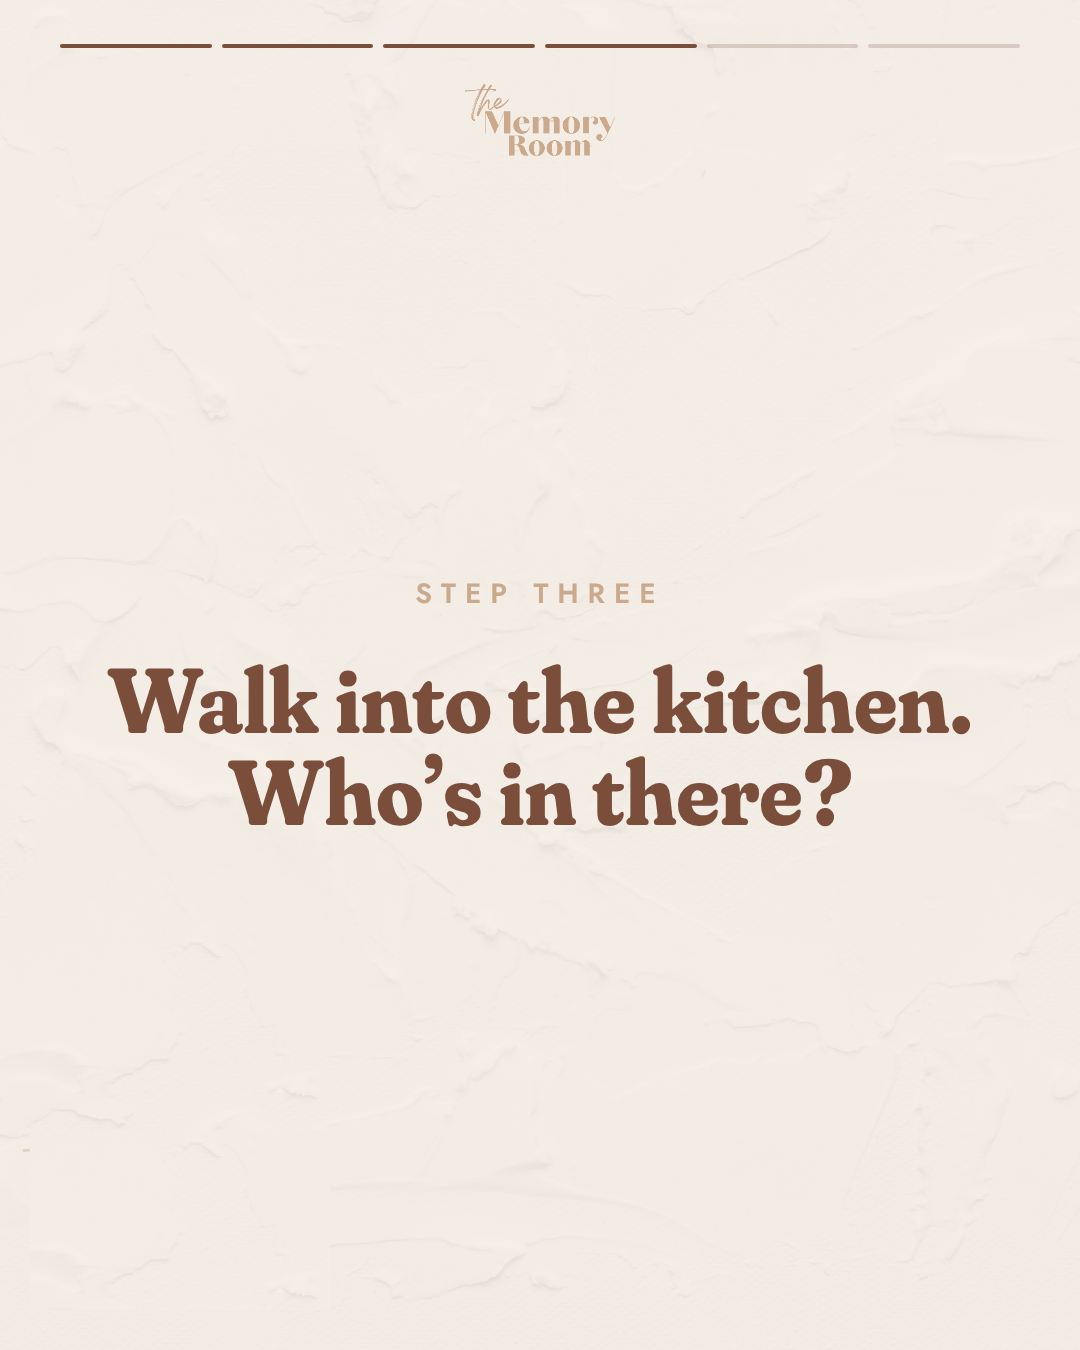 the
Memory
Room
STEP THREE
Walk into the kitchen.
Who’s in there?